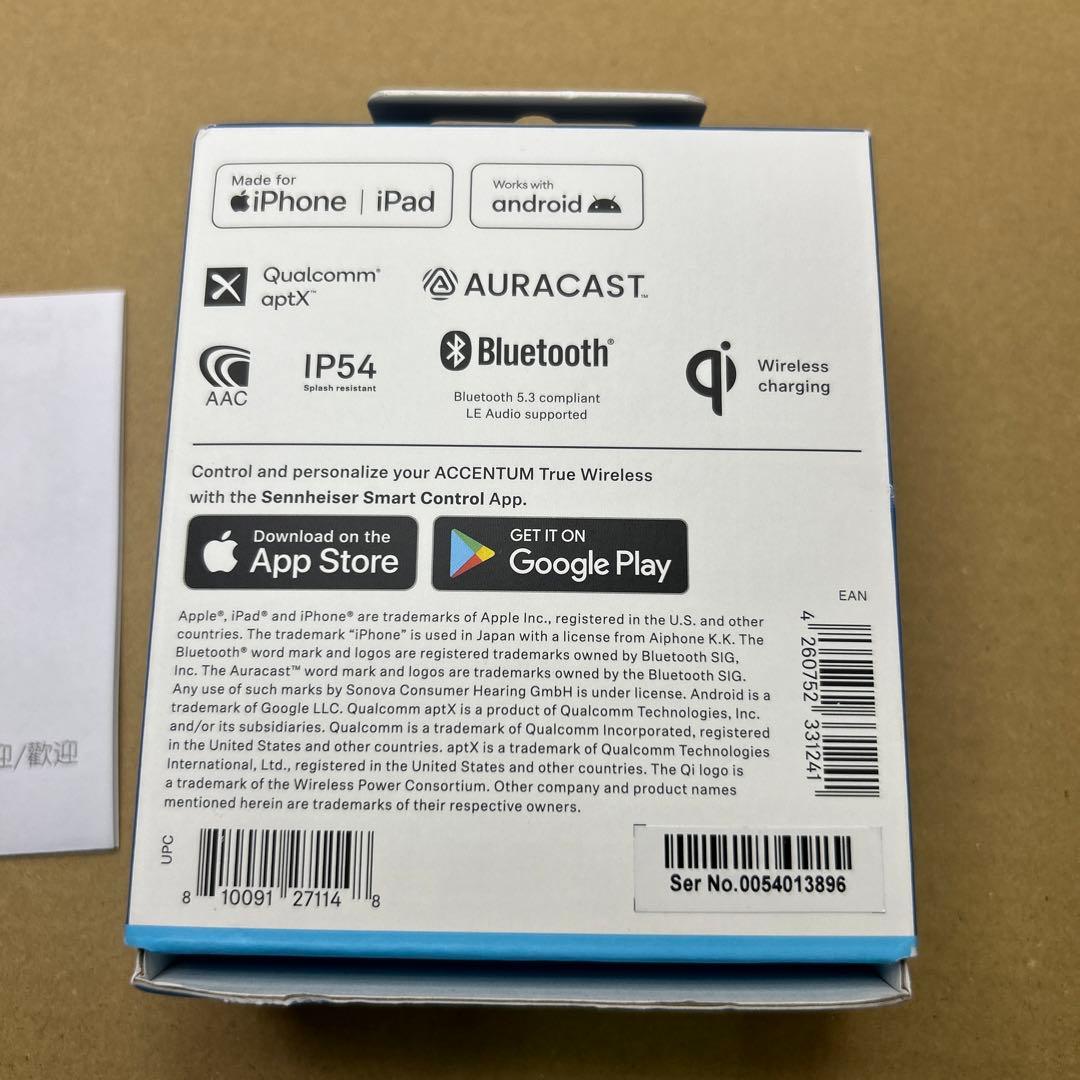 Made for
iPhone | iPad
Works with
android
Qualcomm®
aptX™
AURACAST™
AAC
IP54
Splash resistant
Bluetooth®
Bluetooth 5.3 compliant
LE Audio supported
qi
Wireless
charging
Control and personalize your ACCENTUM True Wireless
with the Sennheiser Smart Control App.
Download on the
App Store
GET IT ON
Google Play
EAN
4 260752 331241
Apple®, iPad® and iPhone® are trademarks of Apple Inc., registered in the U.S. and other
countries. The trademark “iPhone” is used in Japan with a license from Aiphone K.K. The
Bluetooth® word mark and logos are registered trademarks owned by Bluetooth SIG,
Inc. The Auracast™ word mark and logos are trademarks owned by the Bluetooth SIG.
Any use of such marks by Sonova Consumer Hearing GmbH is under license. Android is a
trademark of Google LLC. Qualcomm aptX is a product of Qualcomm Technologies, Inc.
and/or its subsidiaries. Qualcomm is a trademark of Qualcomm Incorporated, registered
in the United States and other countries. aptX is a trademark of Qualcomm Technologies
International, Ltd., registered in the United States and other countries. The Qi logo is
a trademark of the Wireless Power Consortium. Other company and product names
mentioned herein are trademarks of their respective owners.
UPC
8 10091 27114 8
Ser No.0054013896
迎/歡迎